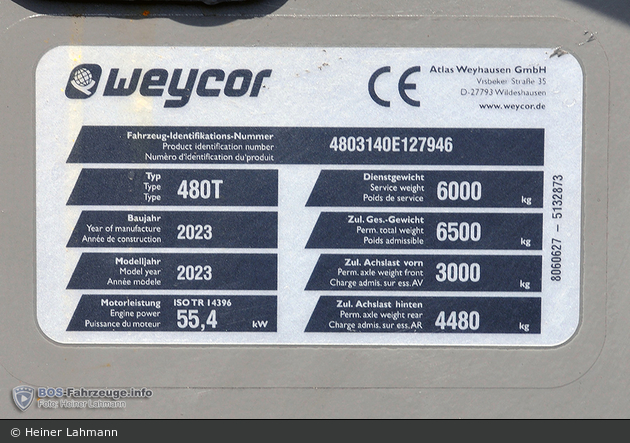 weycor
CE
Atlas Weyhausen GmbH
Visbeker Straße 35
D-27793 Wildeshausen
www.weycor.de
Fahrzeug-Identifikations-Nummer
Product identification number
Numèro d'identification du produit
4803140E127946
Typ
Type
Type
480T
Baujahr
Year of manufacture
Année de construction
2023
Modelljahr
Model year
Année modele
2023
Motorleistung
Engine power
Puissance du moteur
ISO TR 14396
55,4 kW
Dienstgewicht
Service weight
Poids de service
6000 kg
Zul. Ges.-Gewicht
Perm. total weight
Poids admissible
6500 kg
Zul. Achslast vorn
Perm. axle weight front
Charge admis. sur ess. AV
3000 kg
Zul. Achslast hinten
Perm. axle weight rear
Charge admis. sur ess. AR
4480 kg
8060627 – 5132873
BOS-Fahrzeuge.info
Foto: Heiner Lahmann
© Heiner Lahmann